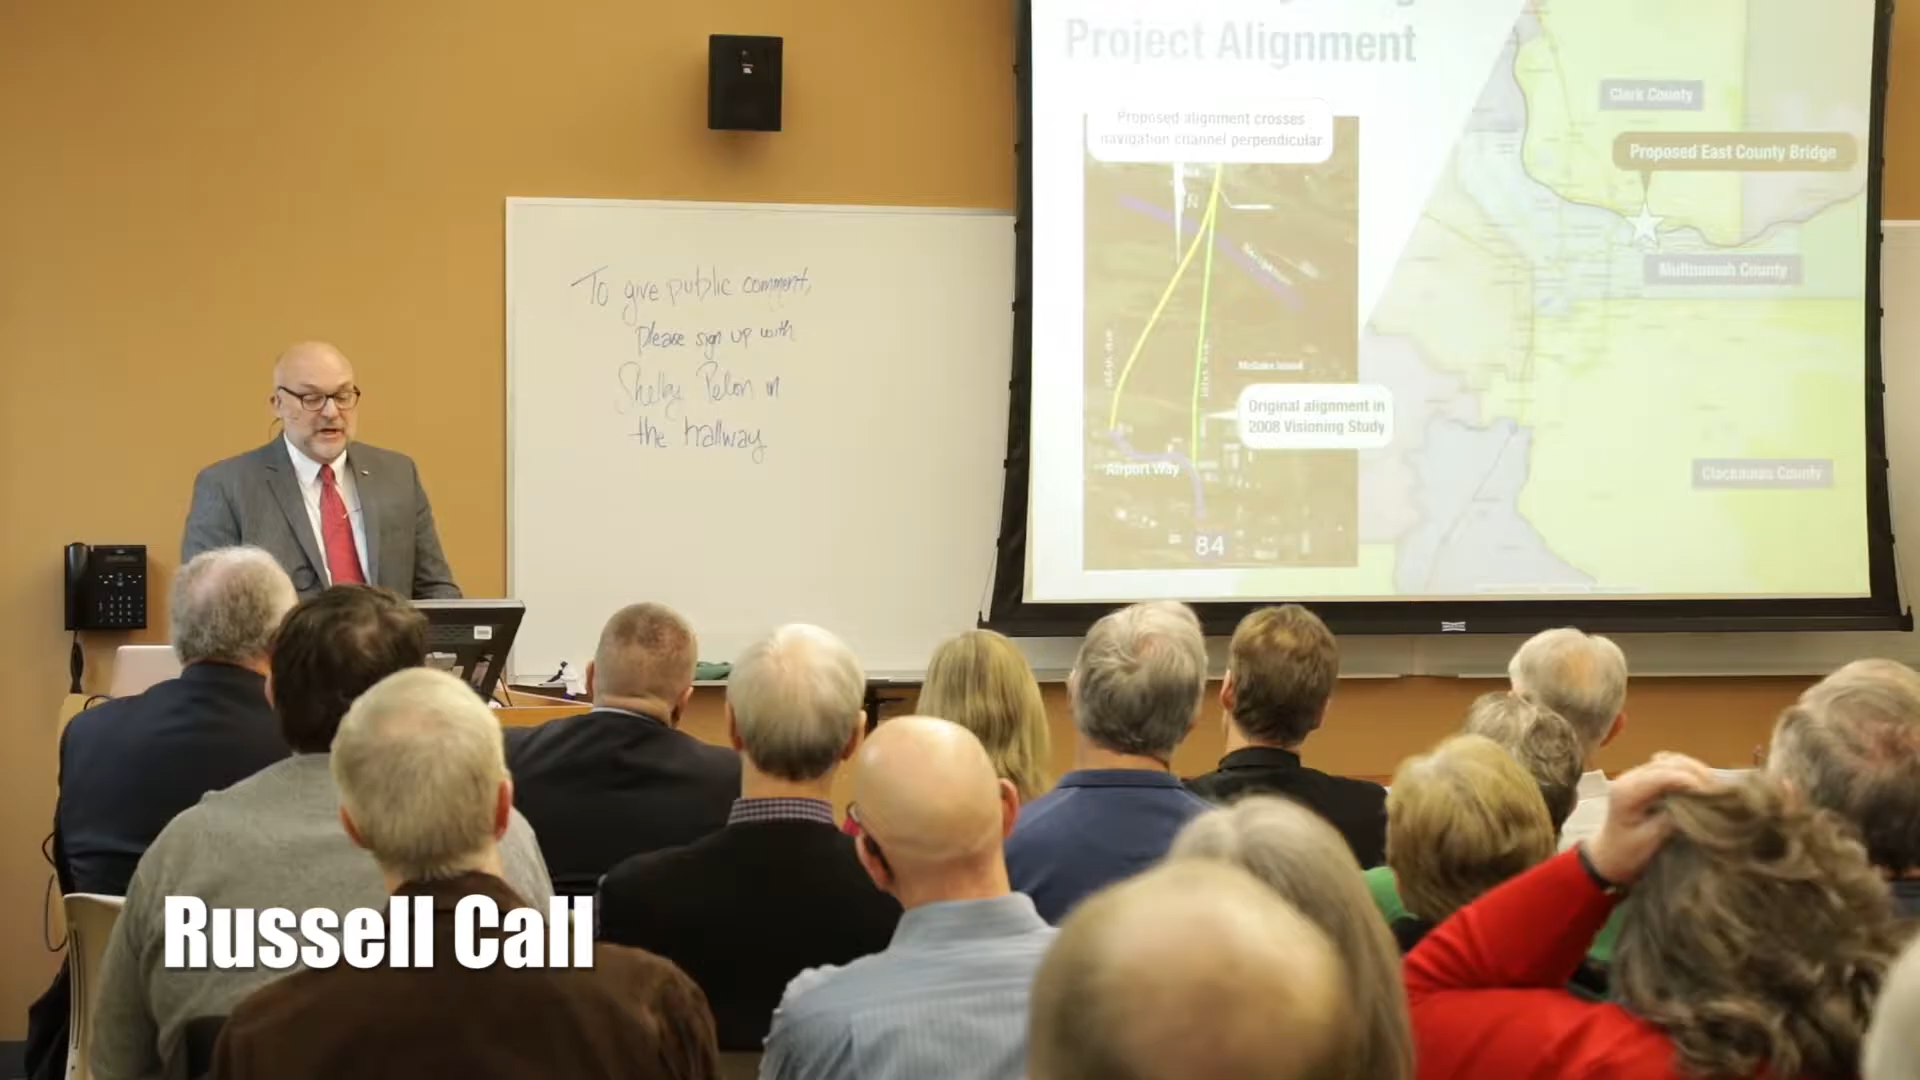 Project Alignment
Proposed alignment crosses
navigation channel perpendicular
Clark County
Proposed East County Bridge
N
Multnomah County
McGuire Island
Original alignment in
2008 Visioning Study
Airport Way
Clackamas County
84
To give public comment,
please sign up with
Shelby Pelon in
the hallway
Russell Call